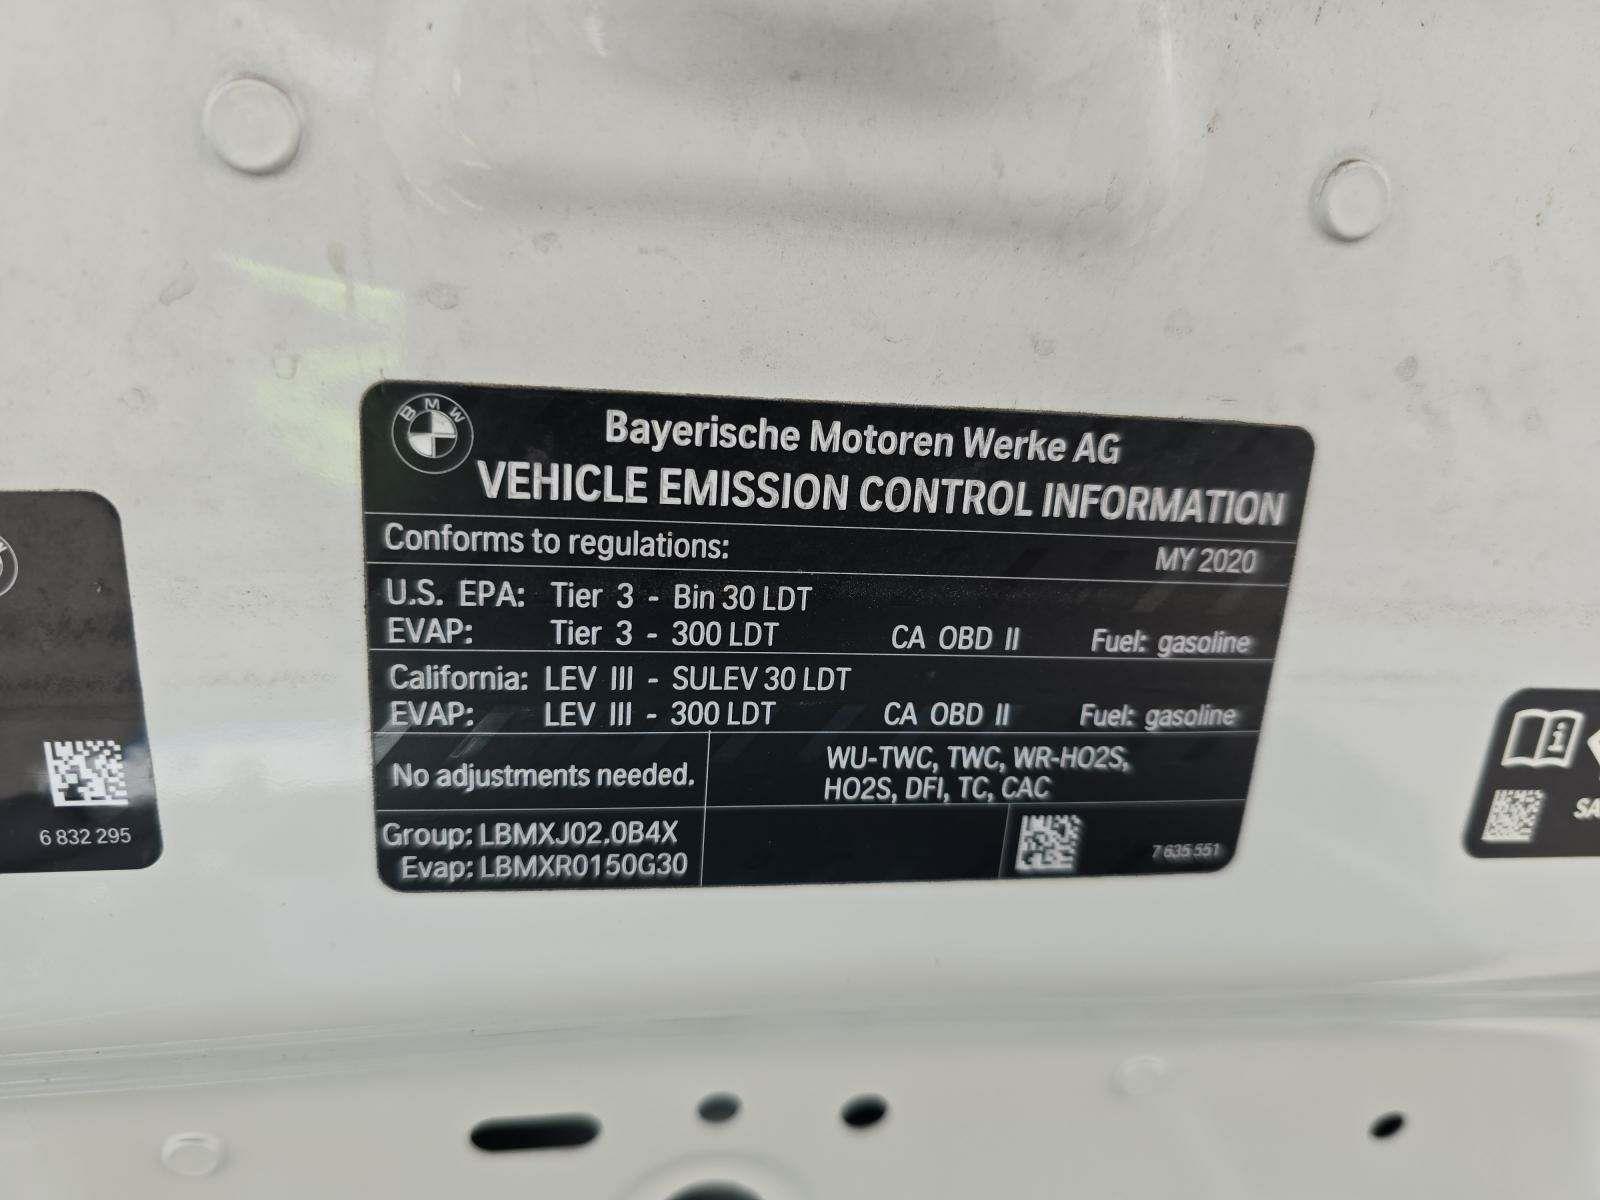 BMW
Bayerische Motoren Werke AG
VEHICLE EMISSION CONTROL INFORMATION
Conforms to regulations: MY 2020
U.S. EPA: Tier 3 - Bin 30 LDT
EVAP: Tier 3 - 300 LDT CA OBD II Fuel: gasoline
California: LEV III - SULEV 30 LDT
EVAP: LEV III - 300 LDT CA OBD II Fuel: gasoline
No adjustments needed.
WU-TWC, TWC, WR-HO2S,
HO2S, DFI, TC, CAC
Group: LBMXJ02.0B4X
Evap: LBMXR0150G30
7 635 551
6 832 295
SA